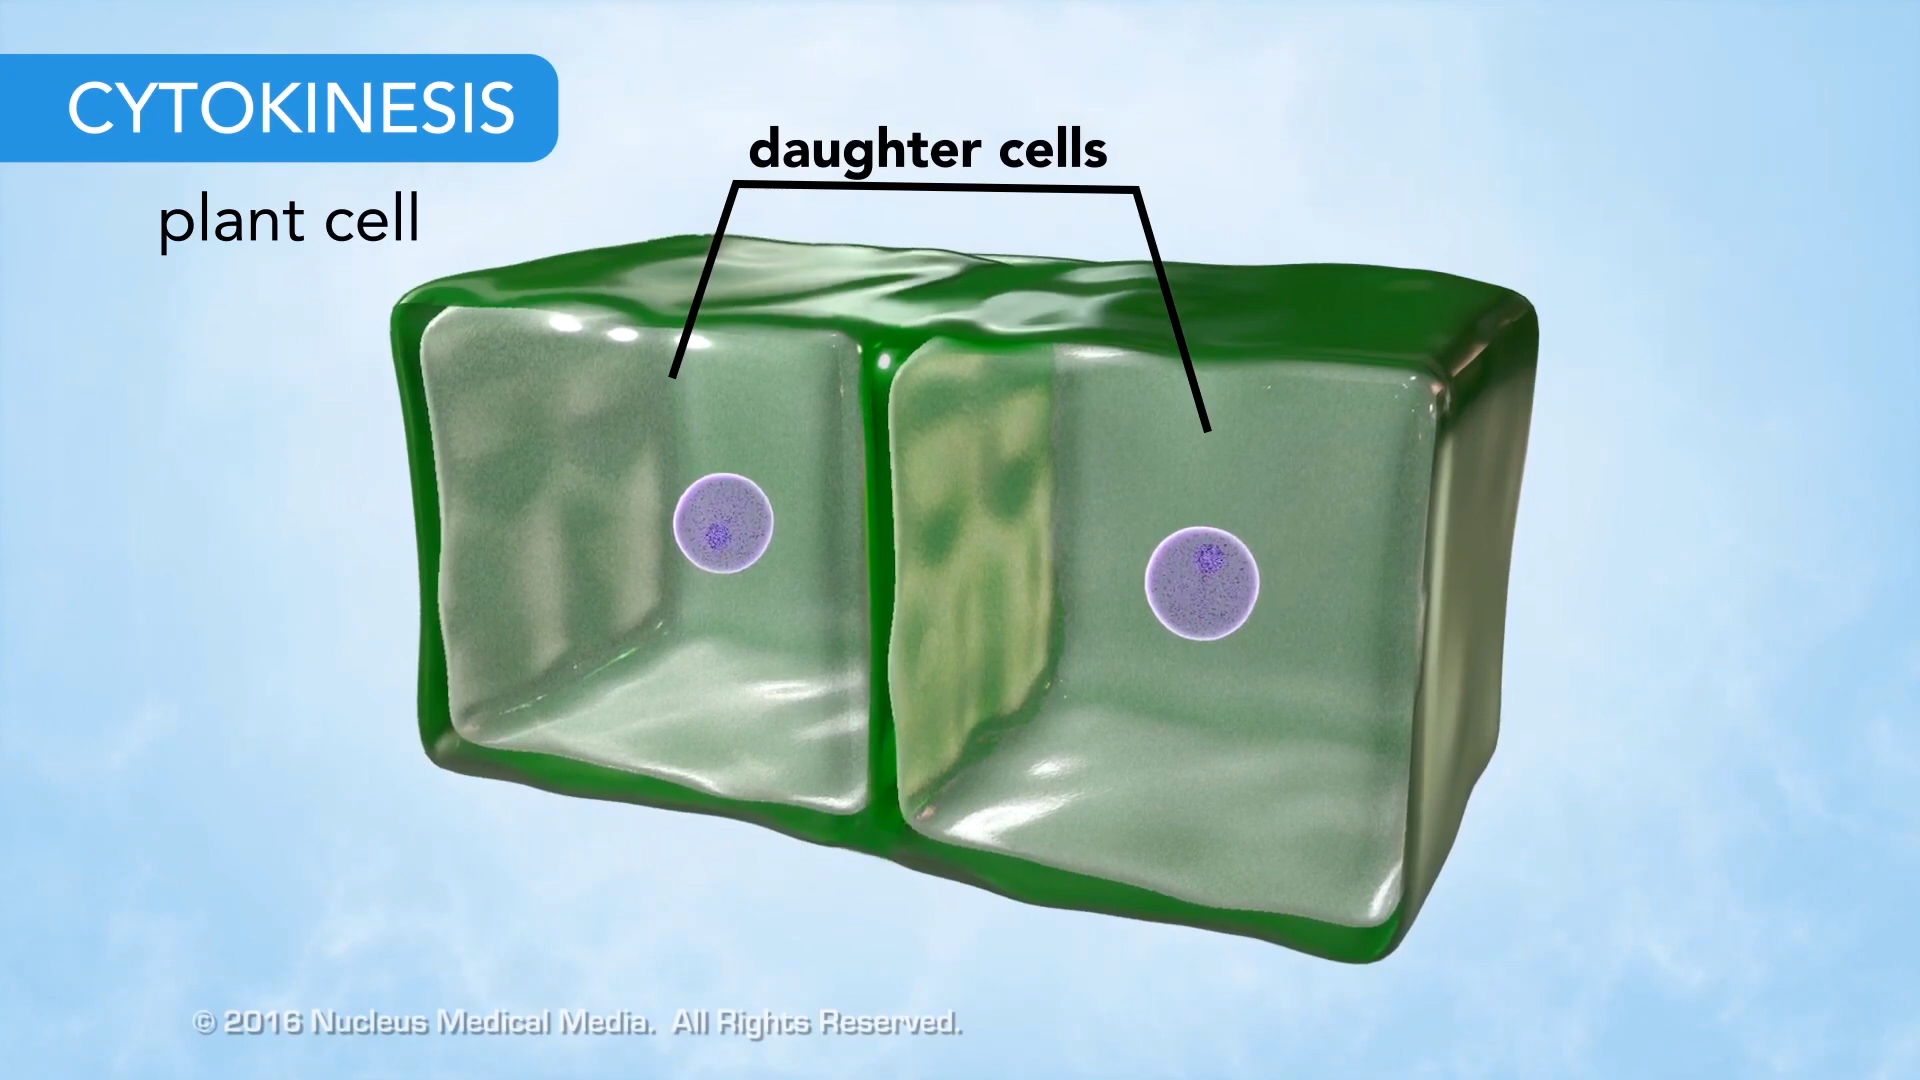 CYTOKINESIS
plant cell
daughter cells
© 2016 Nucleus Medical Media. All Rights Reserved.